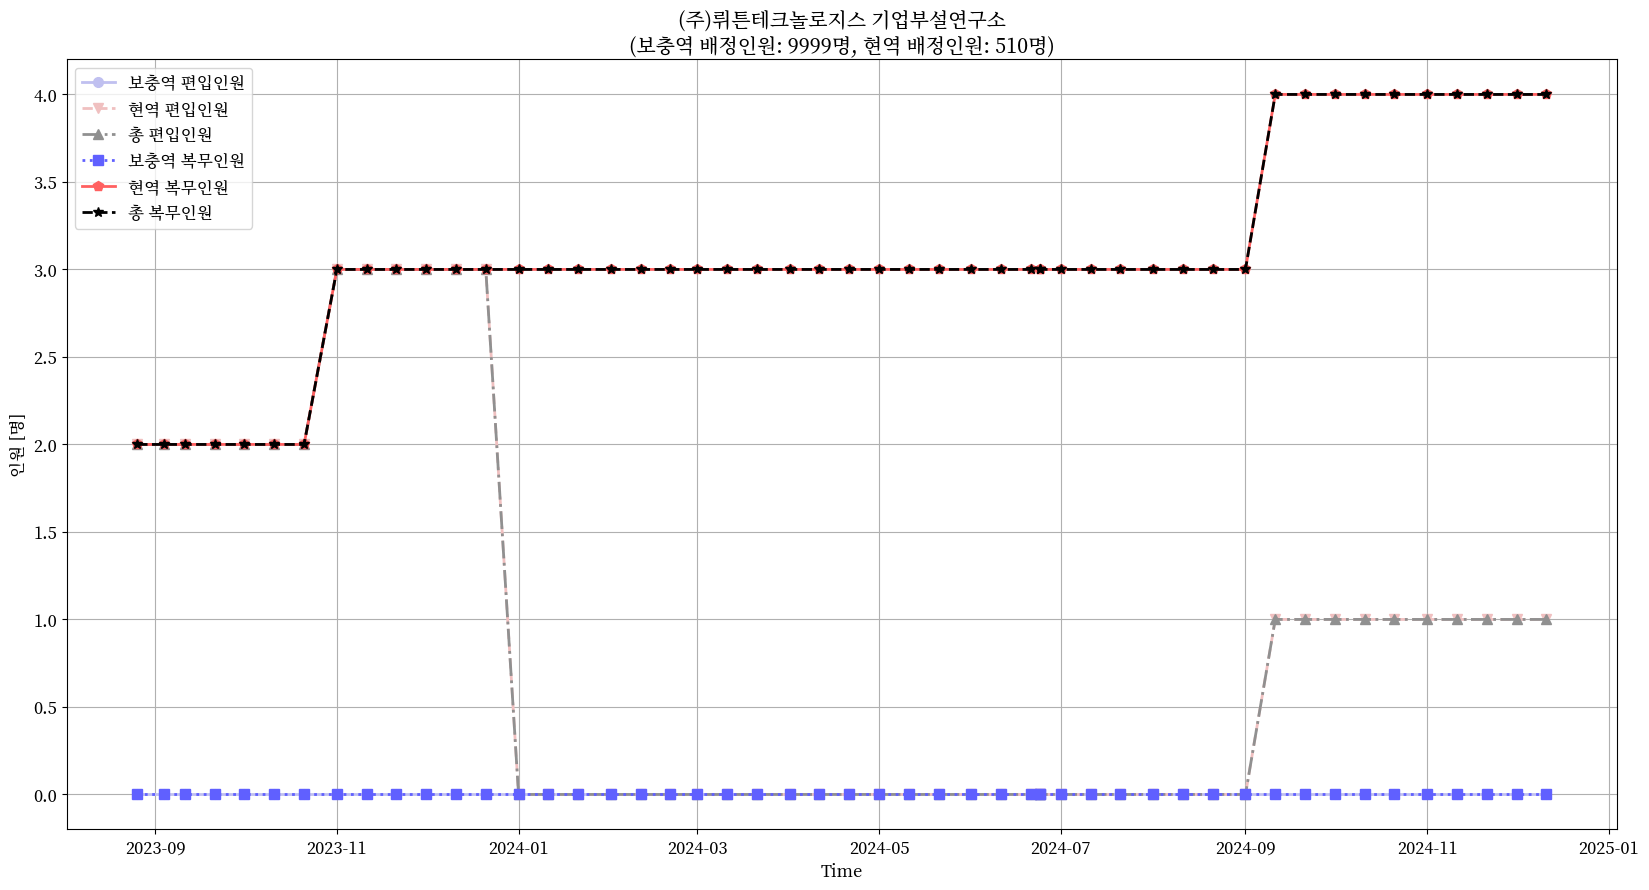 (주)뤼튼테크놀로지스 기업부설연구소
(보충역 배정인원: 9999명, 현역 배정인원: 510명)
보충역 편입인원
현역 편입인원
총 편입인원
보충역 복무인원
현역 복무인원
총 복무인원
4.0
3.5
3.0
2.5
2.0
1.5
1.0
0.5
0.0
인원 [명]
2023-09 2023-11 2024-01 2024-03 2024-05 2024-07 2024-09 2024-11 2025-01
Time